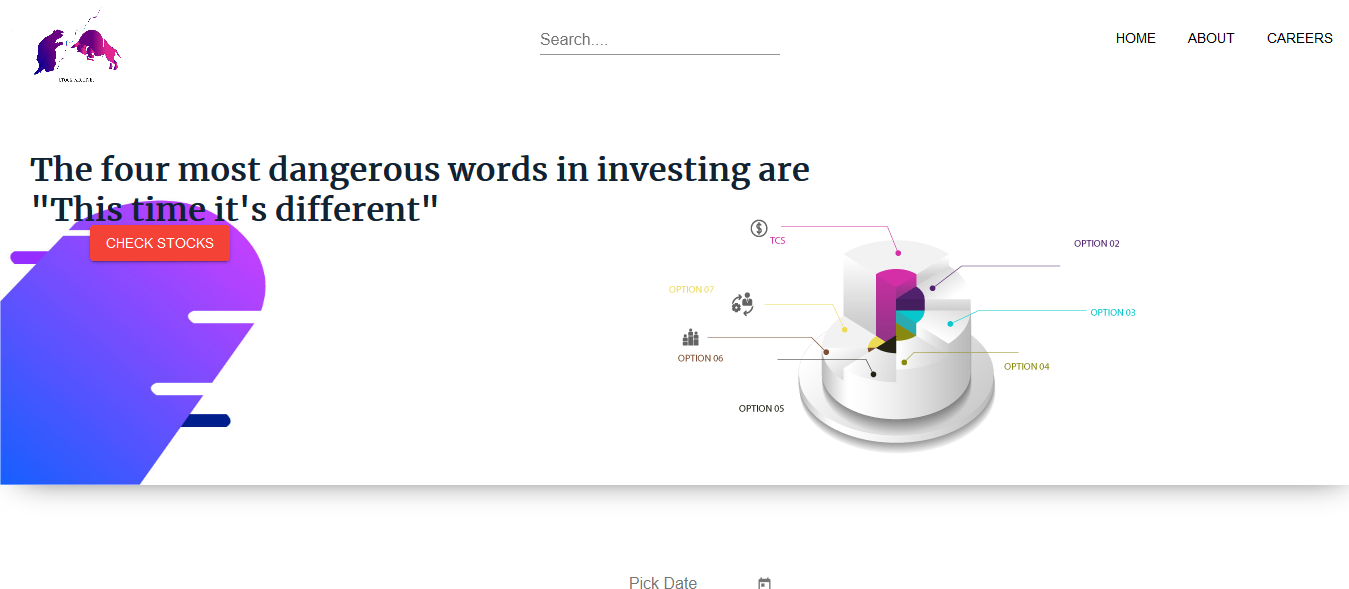 Search....
HOME
ABOUT
CAREERS
The four most dangerous words in investing are
"This time it's different"
CHECK STOCKS
TCS
OPTION 02
OPTION 07
OPTION 03
OPTION 06
OPTION 04
OPTION 05
Pick Date